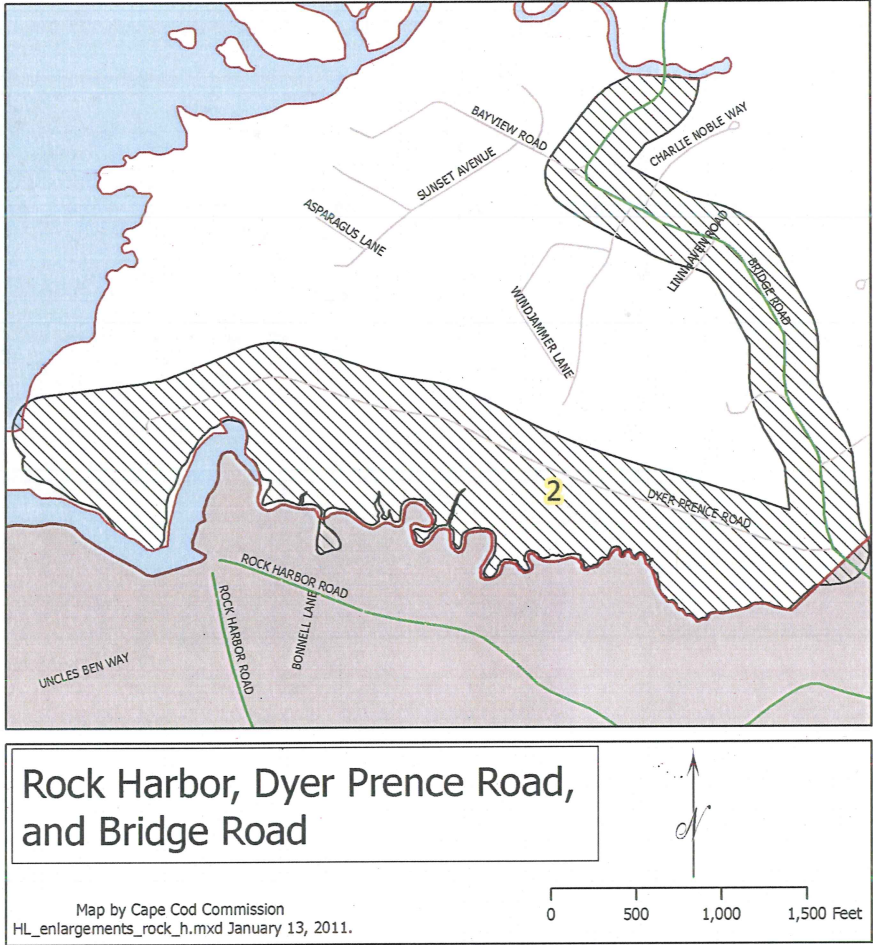 BAYVIEW ROAD
CHARLIE NOBLE WAY
SUNSET AVENUE
ASPARAGUS LANE
LINNHAVEN ROAD
BRIDGE ROAD
WINDJAMMER LANE
2
DYER PRENCE ROAD
ROCK HARBOR ROAD
ROCK HARBOR ROAD
BONNELL LANE
UNCLES BEN WAY
Rock Harbor, Dyer Prence Road,
and Bridge Road
N
Map by Cape Cod Commission
HL_enlargements_rock_h.mxd January 13, 2011.
0 500 1,000 1,500 Feet